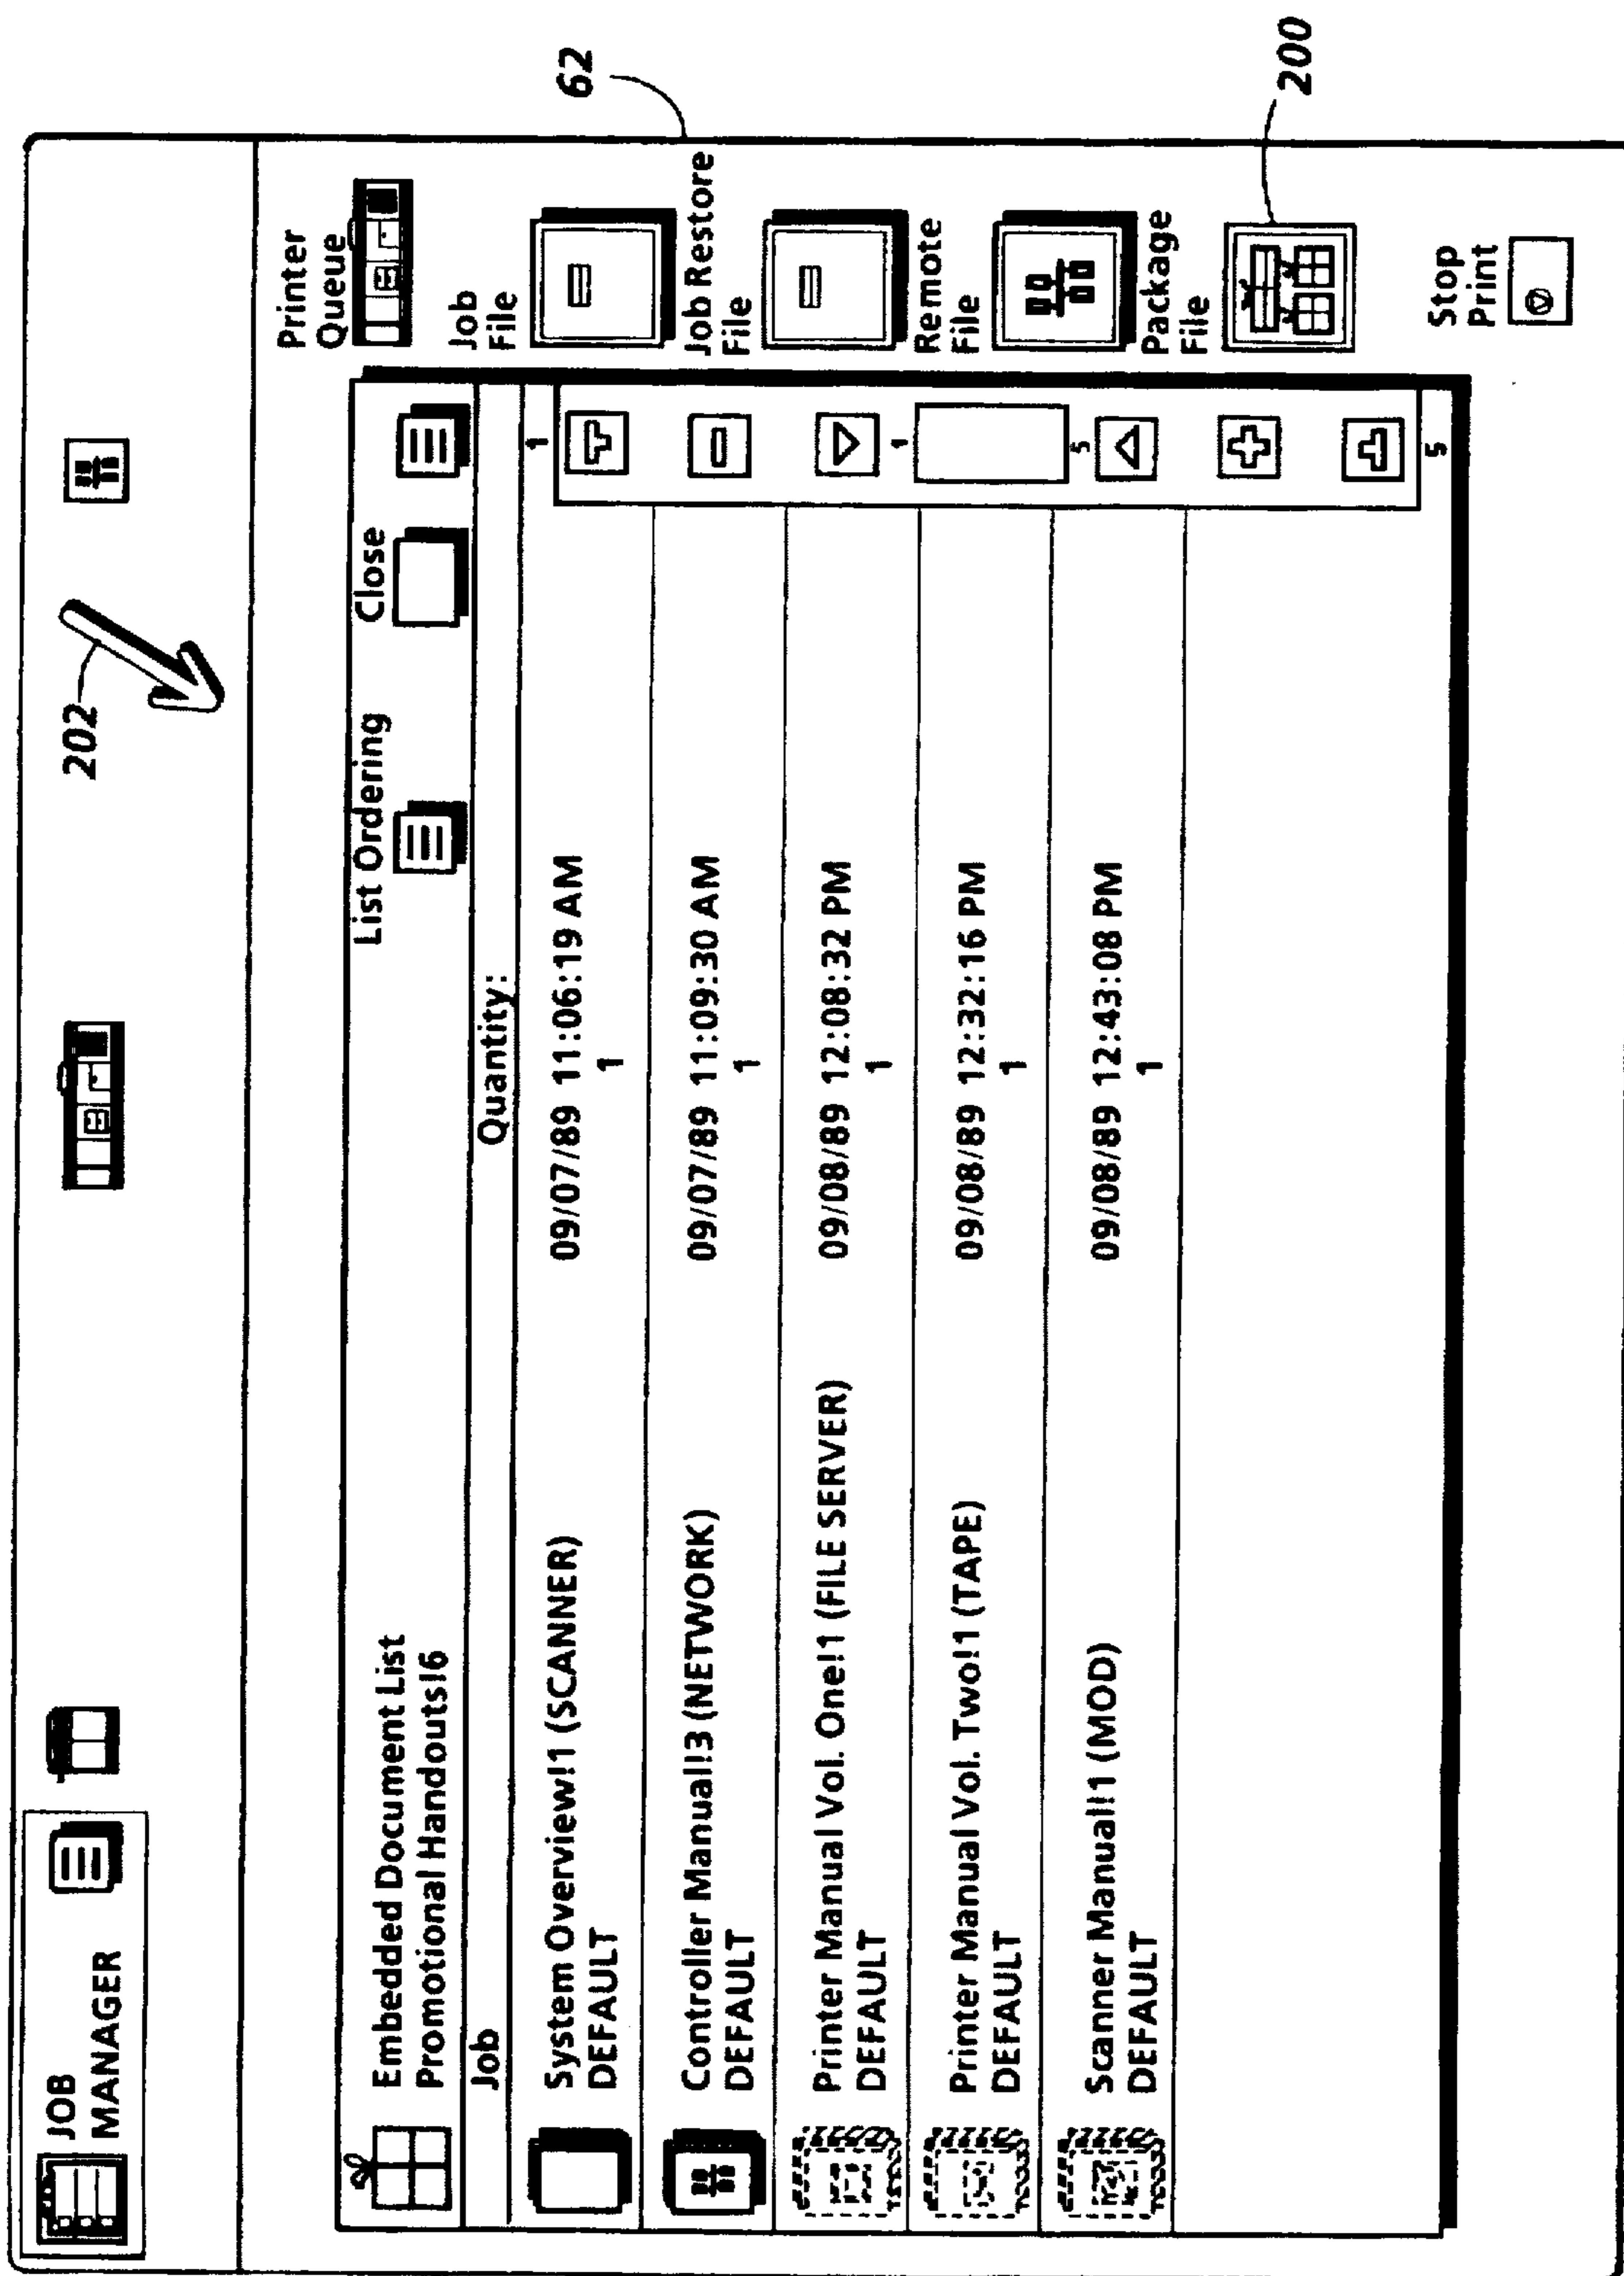 JOB
MANAGER
202
62
200
Embedded Document List
Promotional Handouts!6
List Ordering
Close
Job
Quantity:
System Overview!1 (SCANNER) 09/07/89 11:06:19 AM
DEFAULT 1
Controller Manual!3 (NETWORK) 09/07/89 11:09:30 AM
DEFAULT 1
Printer Manual Vol. One!1 (FILE SERVER) 09/08/89 12:08:32 PM
DEFAULT 1
Printer Manual Vol. Two!1 (TAPE) 09/08/89 12:32:16 PM
DEFAULT 1
Scanner Manual!1 (MOD) 09/08/89 12:43:08 PM
DEFAULT 1
1
1
5
5
Printer
Queue
Job
File
Job Restore
File
Remote
File
Package
File
Stop
Print